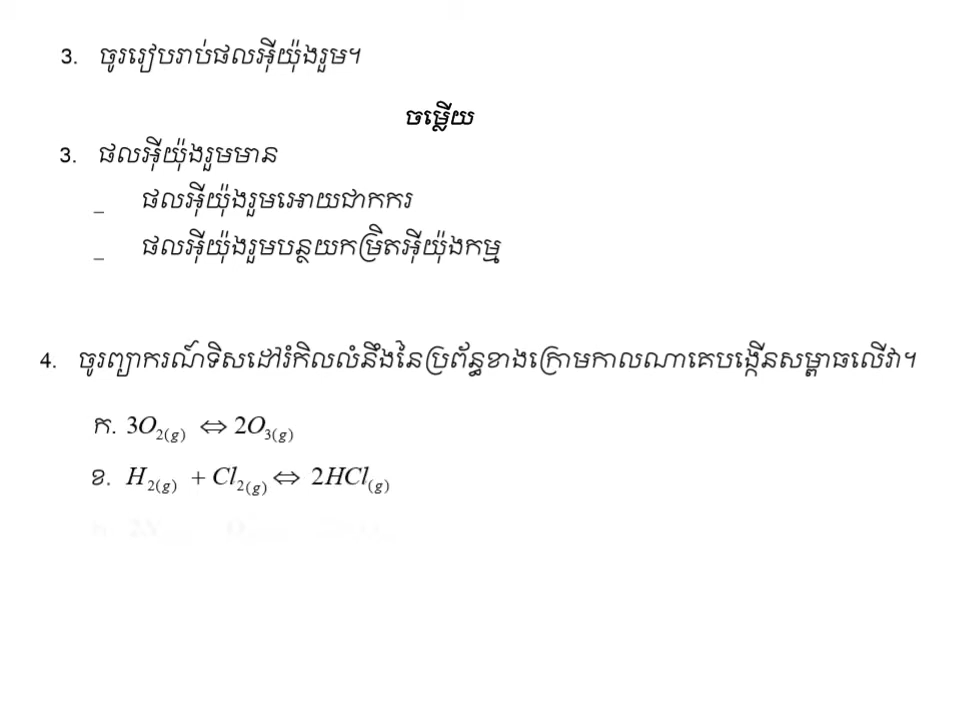 3. ចូររៀបរាប់ផលអ៊ីយ៉ុងរួម។
ចម្លើយ
3. ផលអ៊ីយ៉ុងរួមមាន
_ ផលអ៊ីយ៉ុងរួមអោយជាកករ
_ ផលអ៊ីយ៉ុងរួមបន្ថយកម្រិតអ៊ីយ៉ុងកម្ម
4. ចូរព្យាករណ៍ទិសដៅរំកិលលំនឹងនៃប្រព័ន្ធខាងក្រោមកាលណាគេបង្កើនសម្ពាធលើវា។
ក. 3O₂(g) ⇔ 2O₃(g)
ខ. H₂(g) + Cl₂(g) ⇔ 2HCl(g)